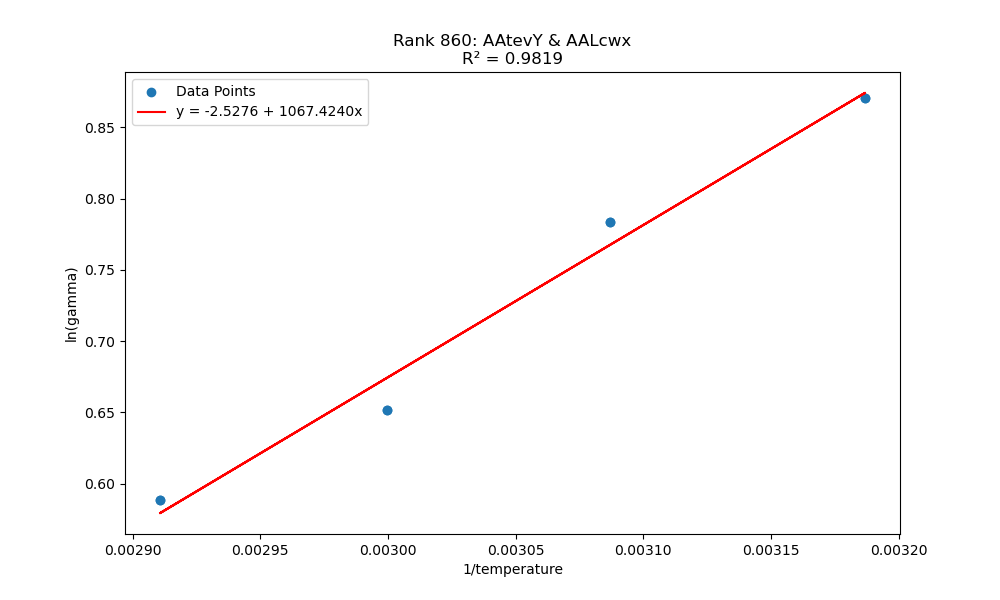 Rank 860: AAtevY & AALcwx
R² = 0.9819
Data Points
y = -2.5276 + 1067.4240x
ln(gamma)
0.85
0.80
0.75
0.70
0.65
0.60
0.00290 0.00295 0.00300 0.00305 0.00310 0.00315 0.00320
1/temperature